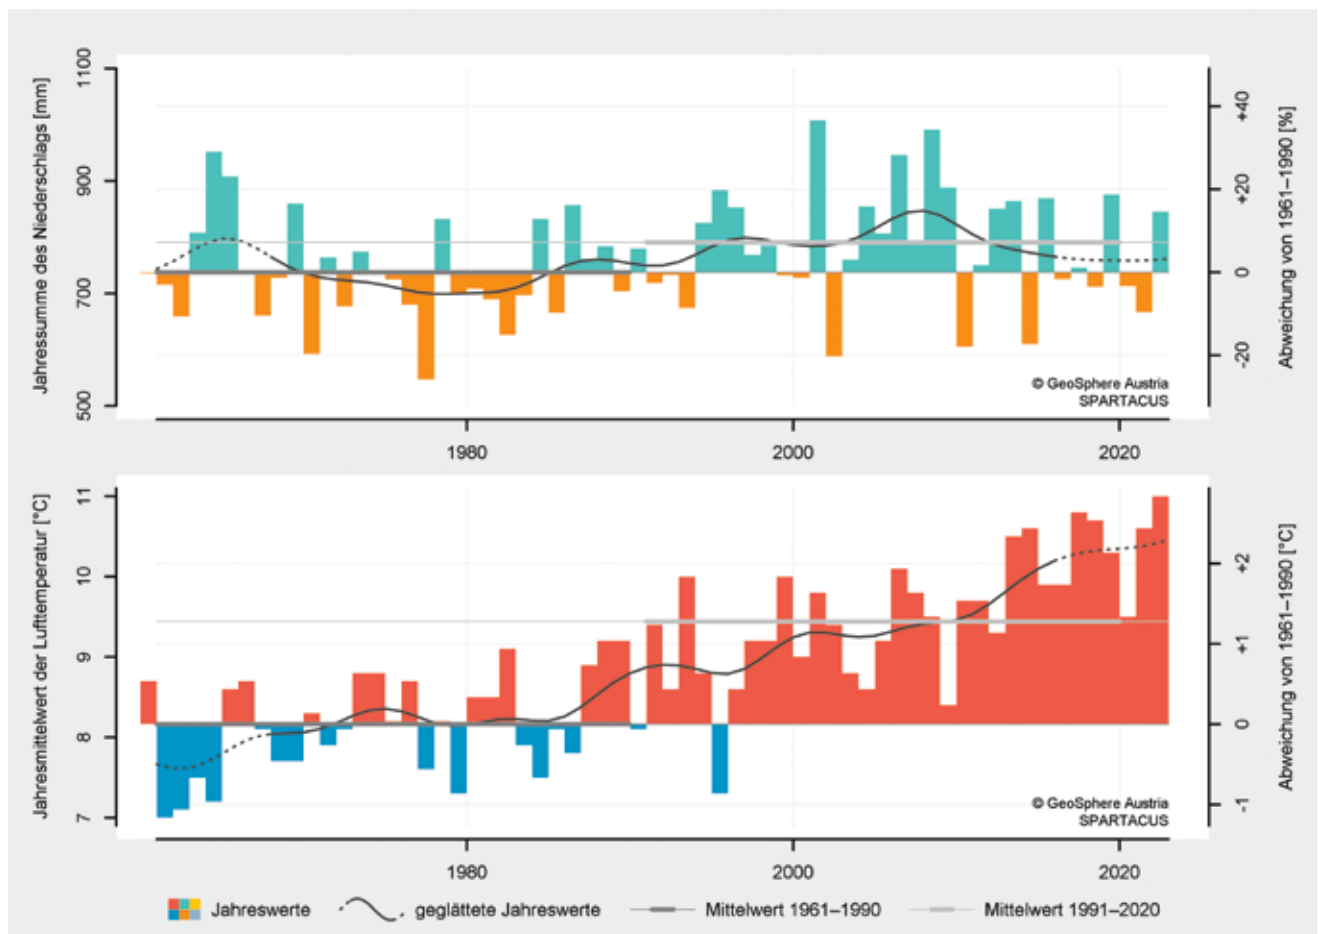 Jahressumme des Niederschlags [mm]
1100
900
700
500
+40
+20
0
-20
Abweichung von 1961–1990 [%]
© GeoSphere Austria
SPARTACUS
1980
2000
2020
Jahresmittelwert der Lufttemperatur [°C]
11
10
9
8
7
+2
+1
0
-1
Abweichung von 1961–1990 [°C]
© GeoSphere Austria
SPARTACUS
1980
2000
2020
Jahreswerte
geglättete Jahreswerte
Mittelwert 1961–1990
Mittelwert 1991–2020